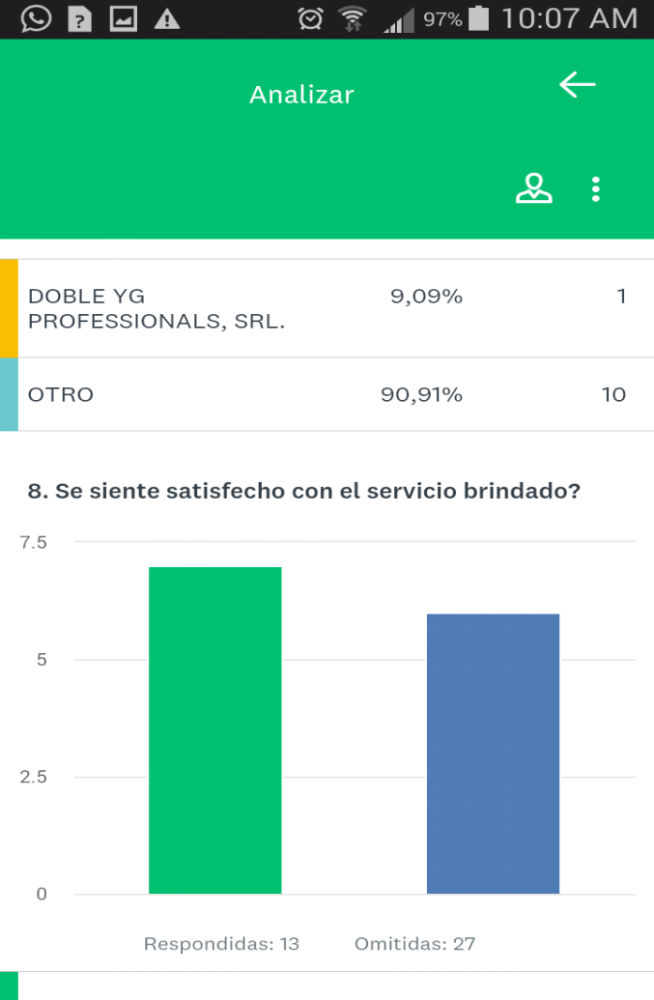 97% 10:07 AM
Analizar
DOBLE YG 9,09% 1
PROFESSIONALS, SRL.
OTRO 90,91% 10
8. Se siente satisfecho con el servicio brindado?
7.5
5
2.5
0
Respondidas: 13 Omitidas: 27